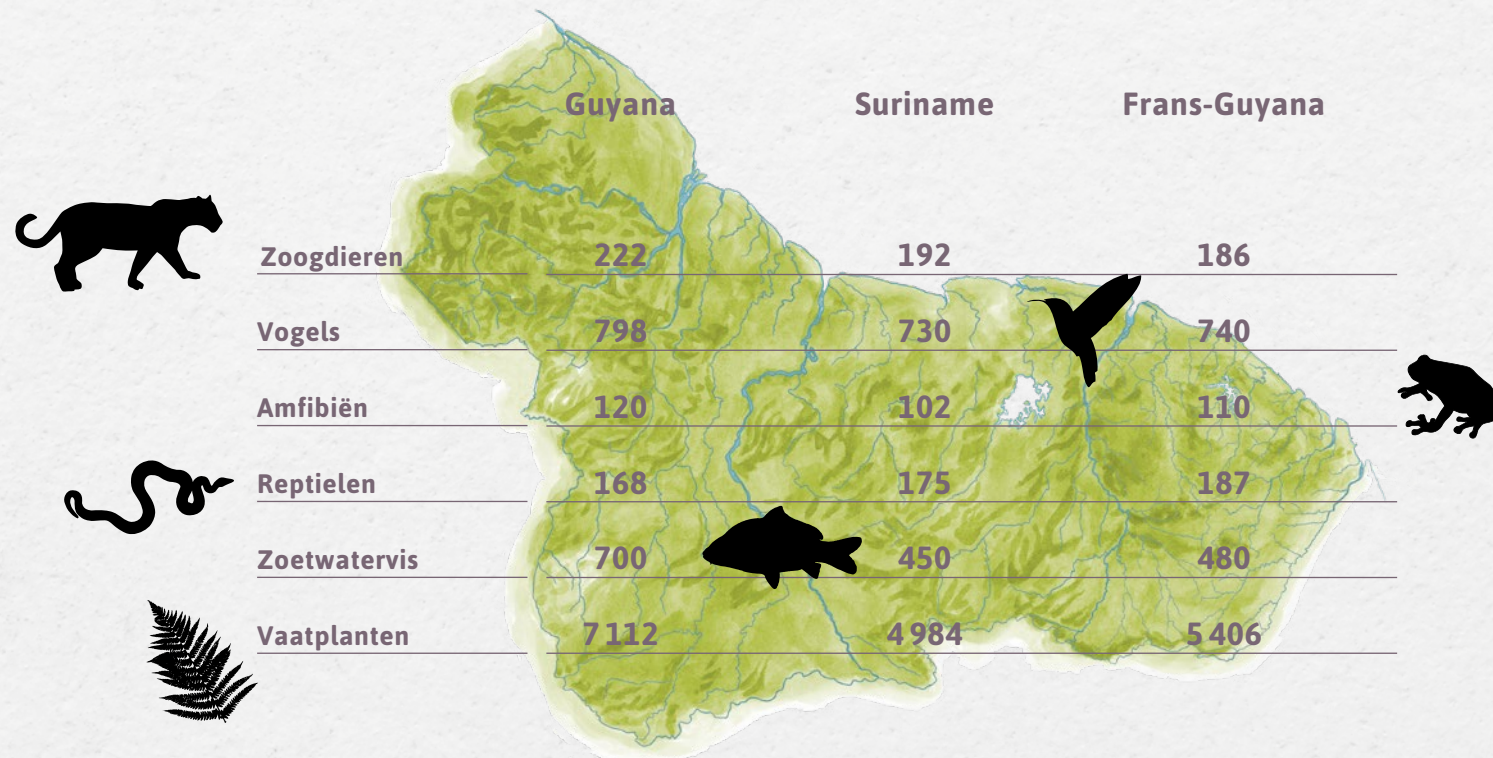 Guyana Suriname Frans-Guyana
Zoogdieren 222 192 186
Vogels 798 730 740
Amfibiën 120 102 110
Reptielen 168 175 187
Zoetwatervis 700 450 480
Vaatplanten 7 112 4 984 5 406